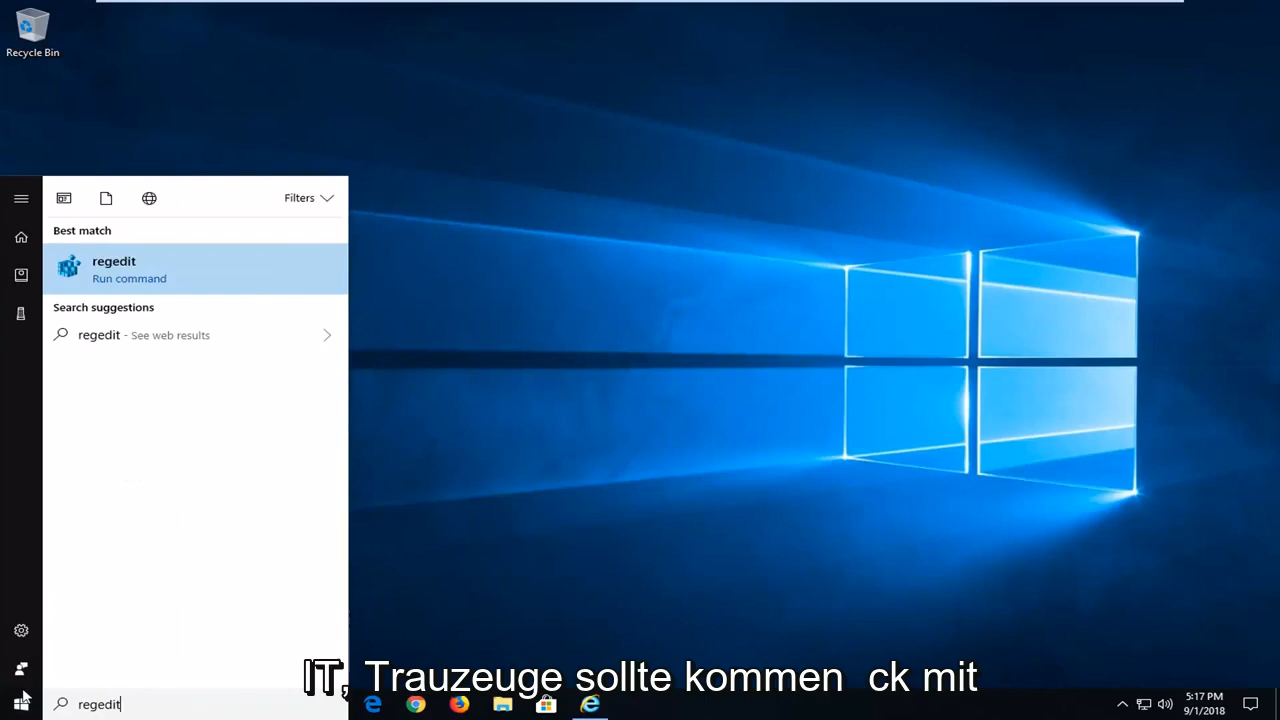 Recycle Bin
Filters
Best match
regedit
Run command
Search suggestions
regedit - See web results
IT, Trauzeuge sollte kommen ck mit
regedit
5:17 PM
9/1/2018